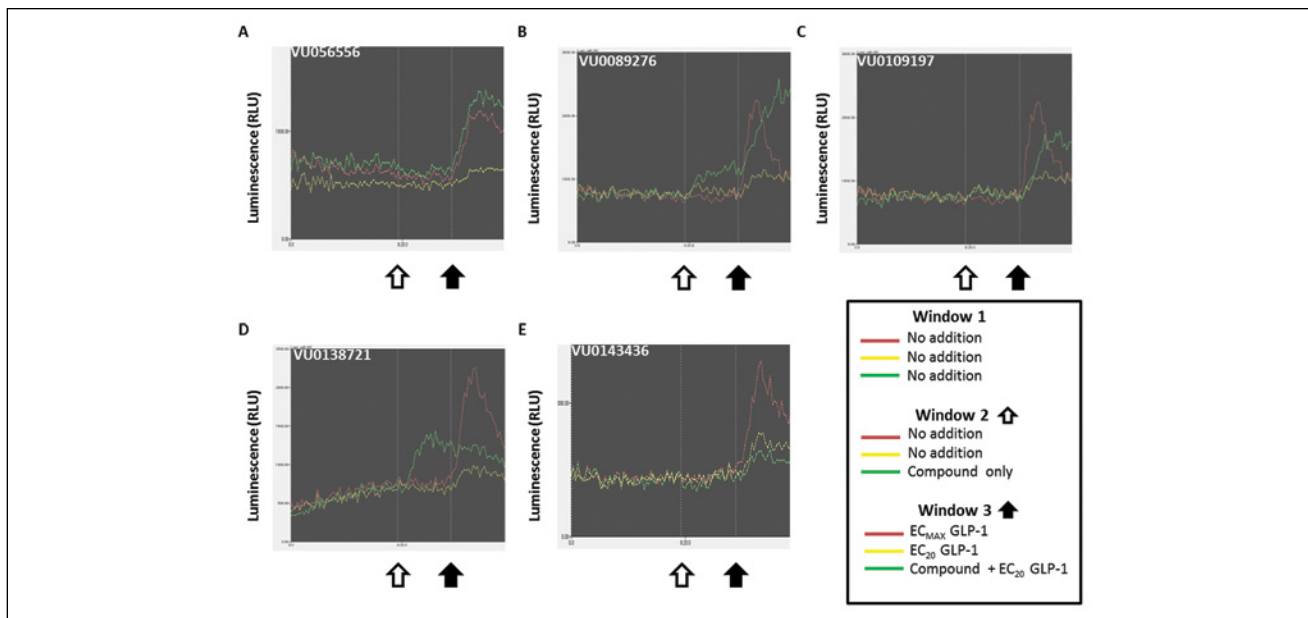 A
VU056556
Luminescence (RLU)
B
VU0089276
Luminescence (RLU)
C
VU0109197
Luminescence (RLU)
D
VU0138721
Luminescence (RLU)
E
VU0143436
Luminescence (RLU)
Window 1
No addition
No addition
No addition
Window 2
No addition
No addition
Compound only
Window 3
ECMAX GLP-1
EC20 GLP-1
Compound + EC20 GLP-1